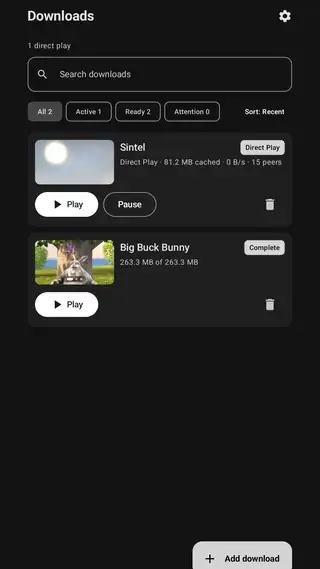 Downloads
1 direct play
Search downloads
All 2
Active 1
Ready 2
Attention 0
Sort: Recent
Sintel
Direct Play
Direct Play · 81.2 MB cached · 0 B/s · 15 peers
Play
Pause
Big Buck Bunny
Complete
263.3 MB of 263.3 MB
Play
Add download